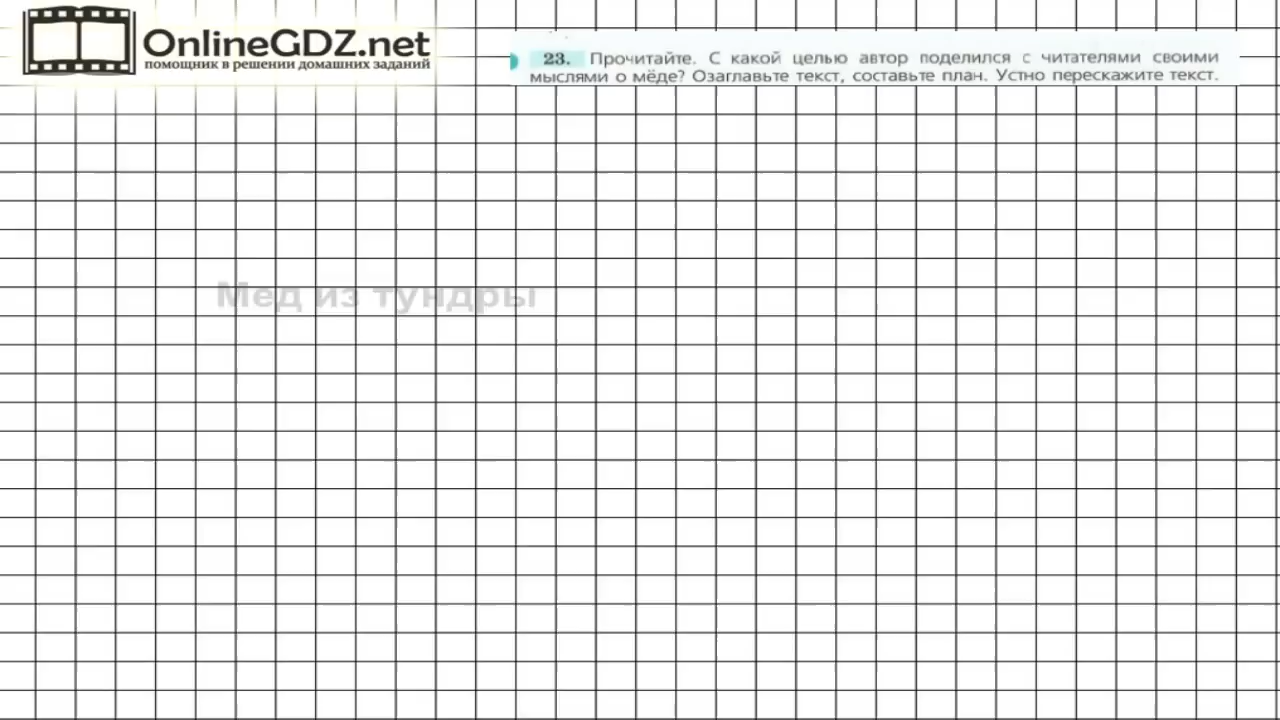 OnlineGDZ.net
помощник в решении домашних заданий
23. Прочитайте. С какой целью автор поделился с читателями своими
мыслями о мёде? Озаглавьте текст, составьте план. Устно перескажите текст.
Мед из тундры